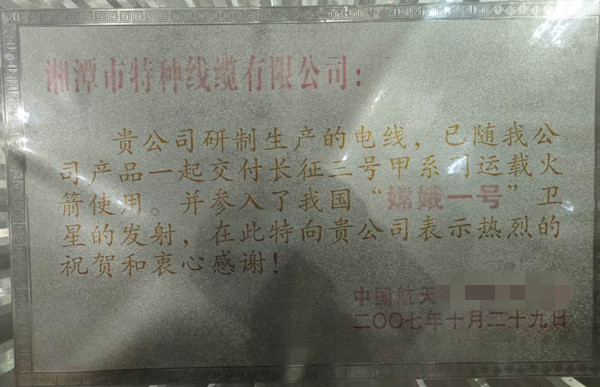 湘潭市特种线缆有限公司：
贵公司研制生产的电线，已随我公
司产品一起交付长征三号甲系列运载火
箭使用。并参入了我国“嫦娥一号”卫
星的发射，在此特向贵公司表示热烈的
祝贺和衷心感谢！
中国航天
二〇〇七年十月二十九日